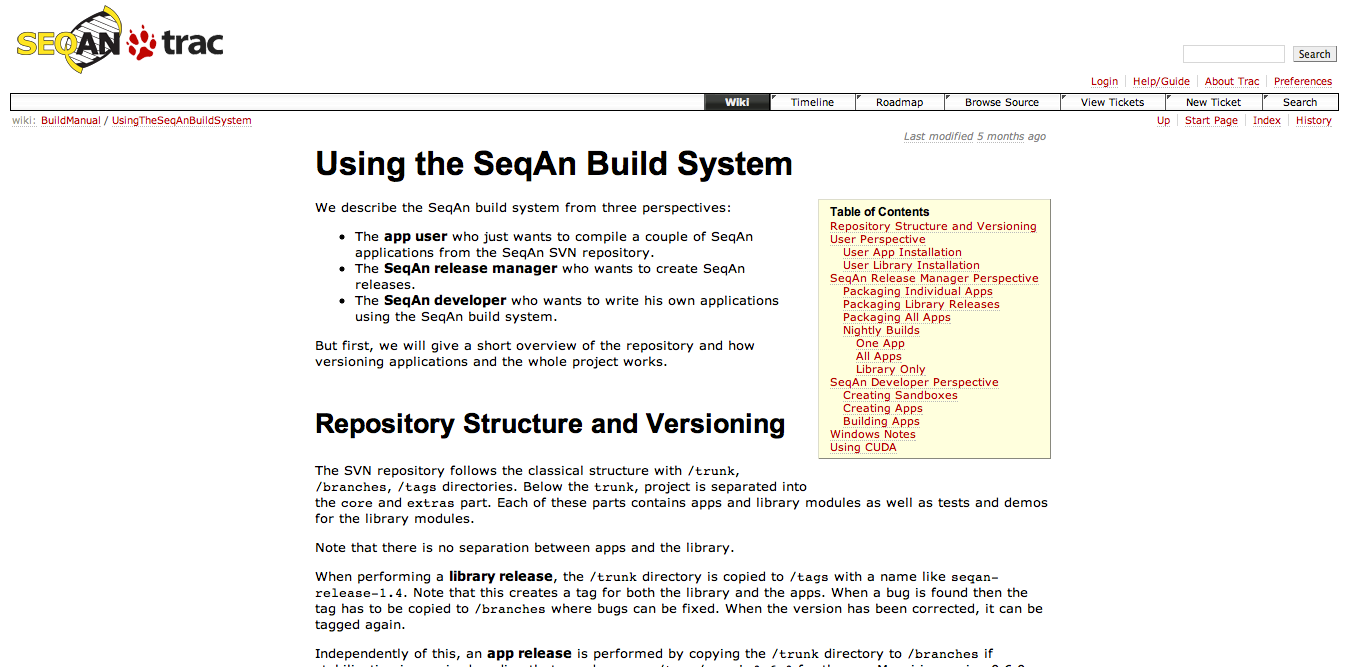 SEQAN trac
Search
Login Help/Guide About Trac Preferences
Wiki Timeline Roadmap Browse Source View Tickets New Ticket Search
wiki: BuildManual / UsingTheSeqAnBuildSystem
Up Start Page Index History
Last modified 5 months ago
Using the SeqAn Build System
We describe the SeqAn build system from three perspectives:
• The app user who just wants to compile a couple of SeqAn
applications from the SeqAn SVN repository.
• The SeqAn release manager who wants to create SeqAn
releases.
• The SeqAn developer who wants to write his own applications
using the SeqAn build system.
But first, we will give a short overview of the repository and how
versioning applications and the whole project works.
Table of Contents
Repository Structure and Versioning
User Perspective
User App Installation
User Library Installation
SeqAn Release Manager Perspective
Packaging Individual Apps
Packaging Library Releases
Packaging All Apps
Nightly Builds
One App
All Apps
Library Only
SeqAn Developer Perspective
Creating Sandboxes
Creating Apps
Building Apps
Windows Notes
Using CUDA
Repository Structure and Versioning
The SVN repository follows the classical structure with /trunk,
/branches, /tags directories. Below the trunk, project is separated into
the core and extras part. Each of these parts contains apps and library modules as well as tests and demos
for the library modules.
Note that there is no separation between apps and the library.
When performing a library release, the /trunk directory is copied to /tags with a name like seqan-
release-1.4. Note that this creates a tag for both the library and the apps. When a bug is found then the
tag has to be copied to /branches where bugs can be fixed. When the version has been corrected, it can be
tagged again.
Independently of this, an app release is performed by copying the /trunk directory to /branches if